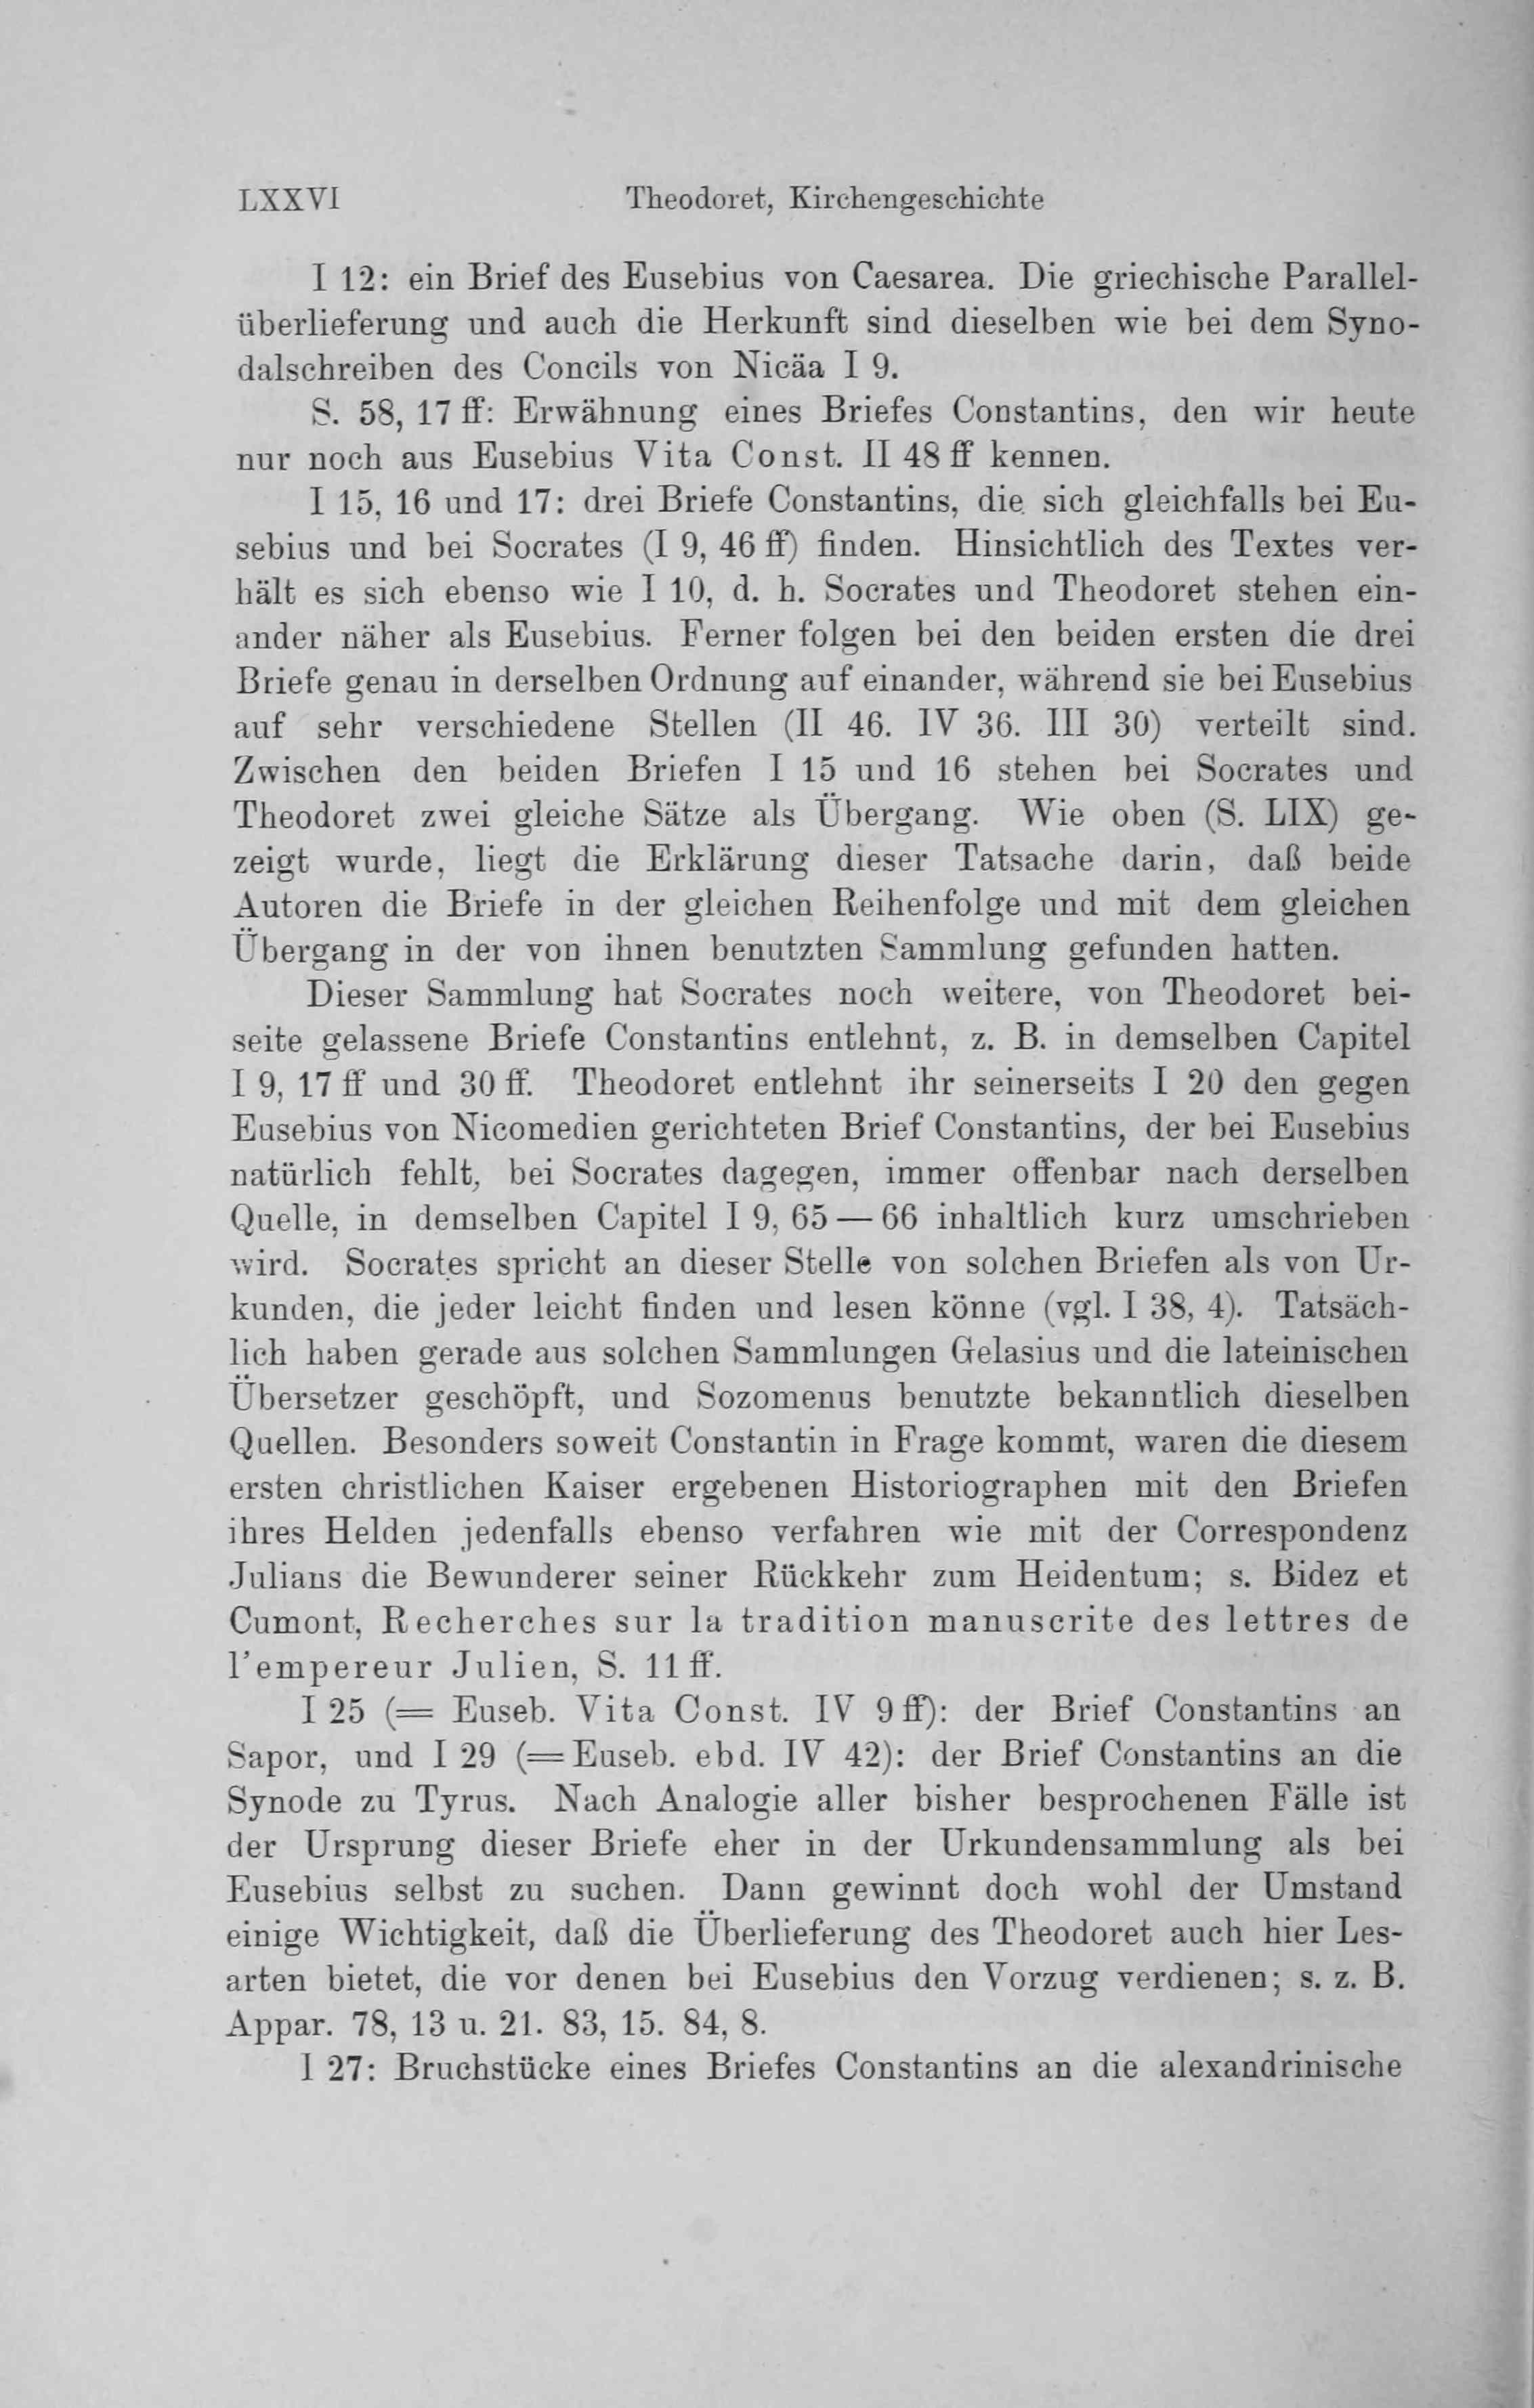 LXXVI Theodoret, Kirchengeschichte
I 12: ein Brief des Eusebius von Caesarea. Die griechische Parallel-
überlieferung und auch die Herkunft sind dieselben wie bei dem Syno-
dalschreiben des Concils von Nicäa I 9.
S. 58, 17 ff: Erwähnung eines Briefes Constantins, den wir heute
nur noch aus Eusebius Vita Const. II 48 ff kennen.
I 15, 16 und 17: drei Briefe Constantins, die sich gleichfalls bei Eu-
sebius und bei Socrates (I 9, 46 ff) finden. Hinsichtlich des Textes ver-
hält es sich ebenso wie I 10, d. h. Socrates und Theodoret stehen ein-
ander näher als Eusebius. Ferner folgen bei den beiden ersten die drei
Briefe genau in derselben Ordnung auf einander, während sie bei Eusebius
auf sehr verschiedene Stellen (II 46. IV 36. III 30) verteilt sind.
Zwischen den beiden Briefen I 15 und 16 stehen bei Socrates und
Theodoret zwei gleiche Sätze als Übergang. Wie oben (S. LIX) ge-
zeigt wurde, liegt die Erklärung dieser Tatsache darin, daß beide
Autoren die Briefe in der gleichen Reihenfolge und mit dem gleichen
Übergang in der von ihnen benutzten Sammlung gefunden hatten.
Dieser Sammlung hat Socrates noch weitere, von Theodoret bei-
seite gelassene Briefe Constantins entlehnt, z. B. in demselben Capitel
I 9, 17 ff und 30 ff. Theodoret entlehnt ihr seinerseits I 20 den gegen
Eusebius von Nicomedien gerichteten Brief Constantins, der bei Eusebius
natürlich fehlt, bei Socrates dagegen, immer offenbar nach derselben
Quelle, in demselben Capitel I 9, 65 — 66 inhaltlich kurz umschrieben
wird. Socrates spricht an dieser Stelle von solchen Briefen als von Ur-
kunden, die jeder leicht finden und lesen könne (vgl. I 38, 4). Tatsäch-
lich haben gerade aus solchen Sammlungen Gelasius und die lateinischen
Übersetzer geschöpft, und Sozomenus benutzte bekanntlich dieselben
Quellen. Besonders soweit Constantin in Frage kommt, waren die diesem
ersten christlichen Kaiser ergebenen Historiographen mit den Briefen
ihres Helden jedenfalls ebenso verfahren wie mit der Correspondenz
Julians die Bewunderer seiner Rückkehr zum Heidentum; s. Bidez et
Cumont, Recherches sur la tradition manuscrite des lettres de
l'empereur Julien, S. 11 ff.
I 25 (= Euseb. Vita Const. IV 9 ff): der Brief Constantins an
Sapor, und I 29 (= Euseb. ebd. IV 42): der Brief Constantins an die
Synode zu Tyrus. Nach Analogie aller bisher besprochenen Fälle ist
der Ursprung dieser Briefe eher in der Urkundensammlung als bei
Eusebius selbst zu suchen. Dann gewinnt doch wohl der Umstand
einige Wichtigkeit, daß die Überlieferung des Theodoret auch hier Les-
arten bietet, die vor denen bei Eusebius den Vorzug verdienen; s. z. B.
Appar. 78, 13 u. 21. 83, 15. 84, 8.
I 27: Bruchstücke eines Briefes Constantins an die alexandrinische